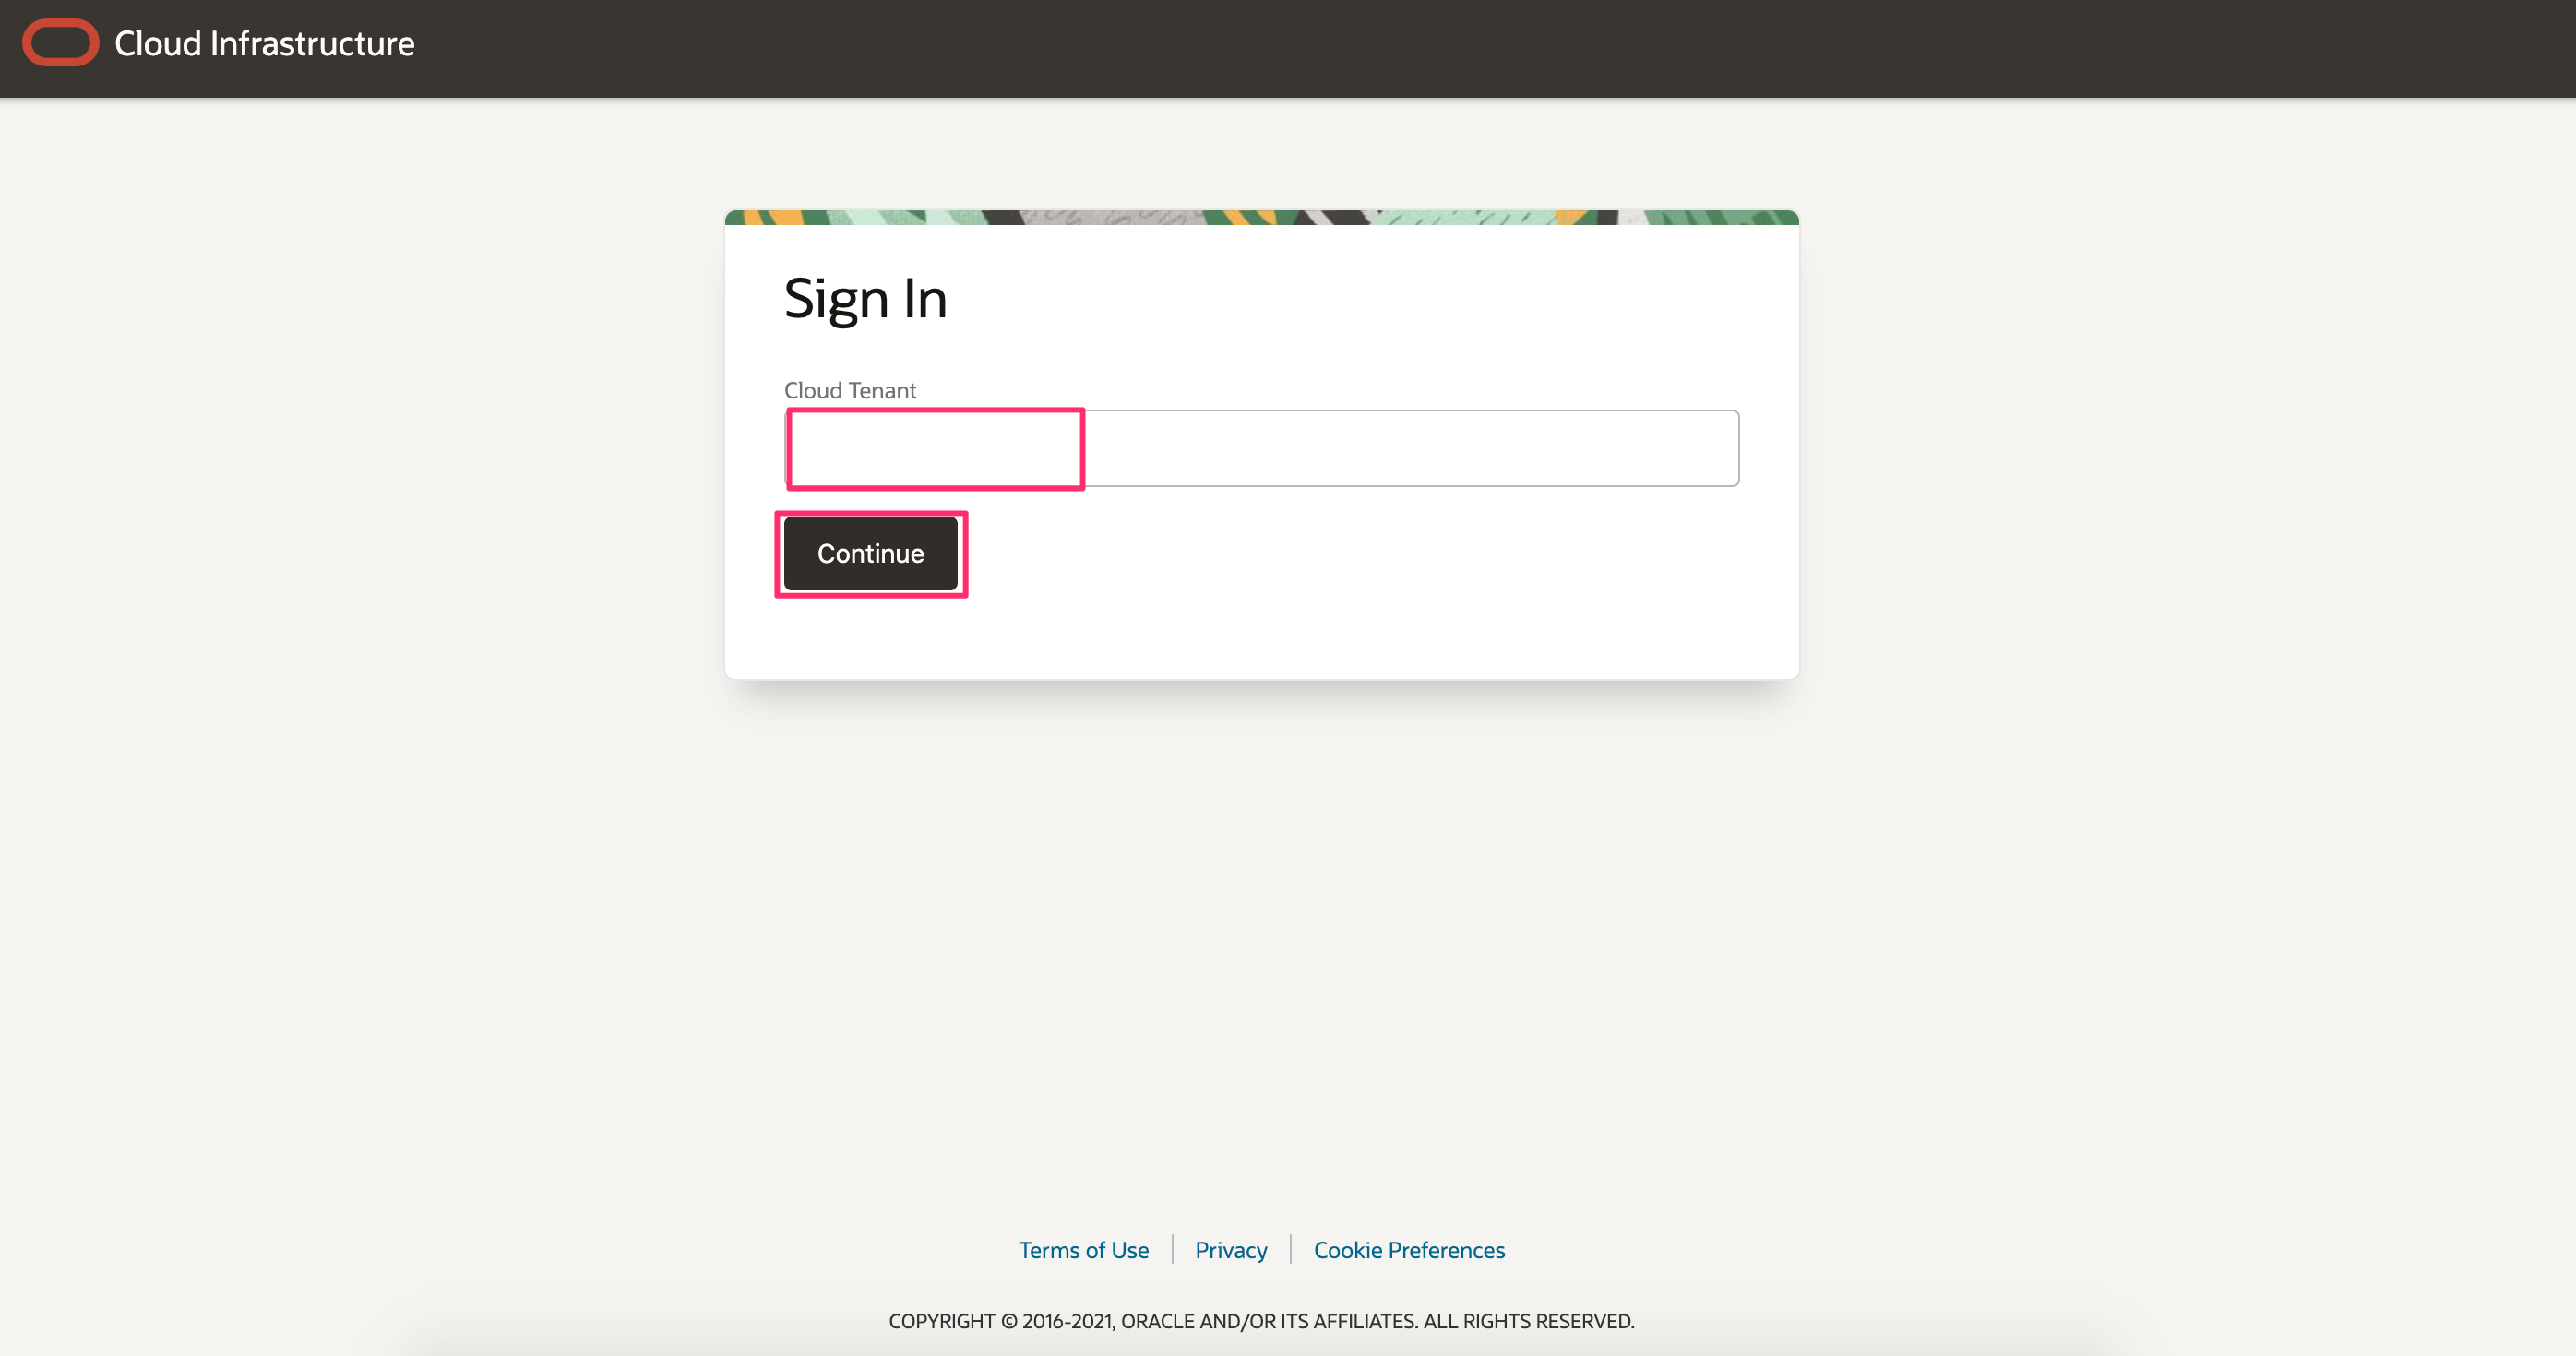 Cloud Infrastructure
Sign In
Cloud Tenant
Continue
Terms of Use
Privacy
Cookie Preferences
COPYRIGHT © 2016-2021, ORACLE AND/OR ITS AFFILIATES. ALL RIGHTS RESERVED.